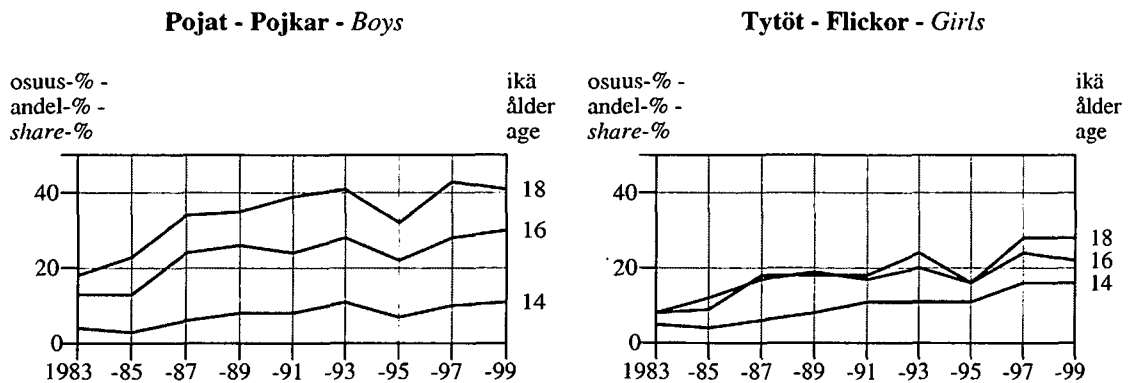 Pojat - Pojkar - Boys
osuus-% -
andel-% -
share-%
ikä
ålder
age
40
20
0
18
16
14
1983 -85 -87 -89 -91 -93 -95 -97 -99
Tytöt - Flickor - Girls
osuus-% -
andel-% -
share-%
ikä
ålder
age
40
20
0
18
16
14
1983 -85 -87 -89 -91 -93 -95 -97 -99